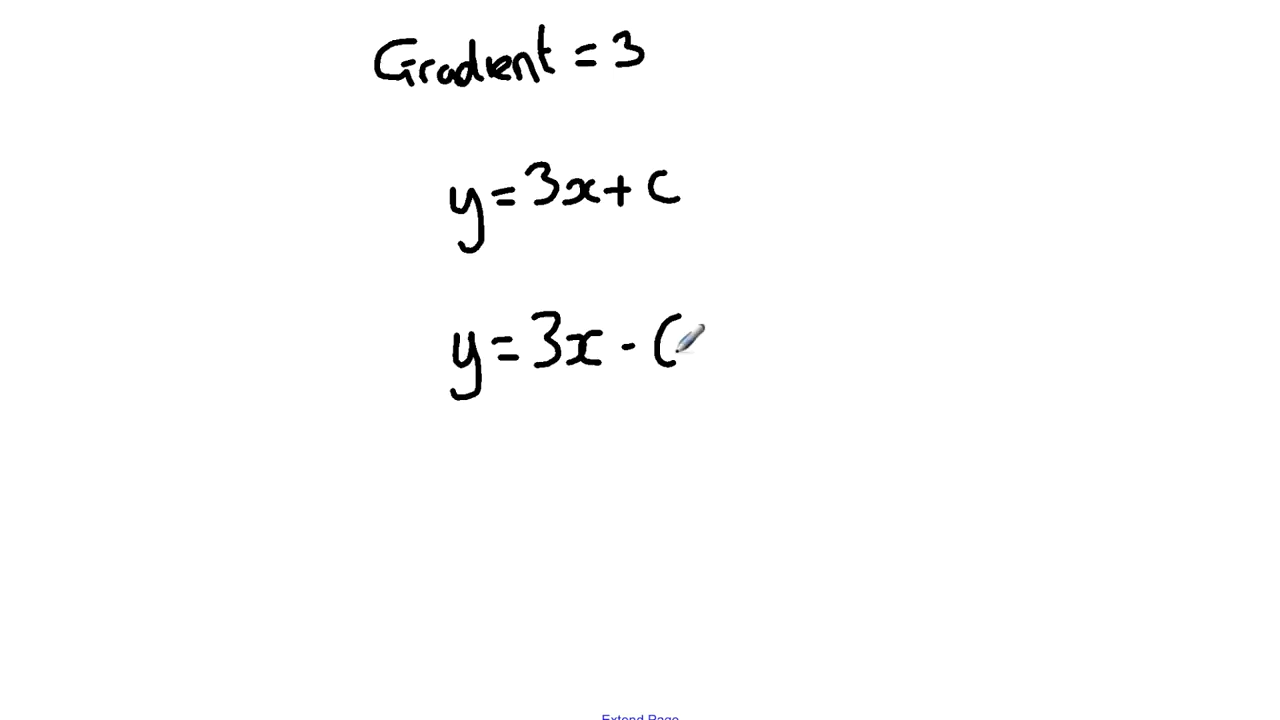 Gradient = 3
y = 3x + c
y = 3x - (
Extend Page